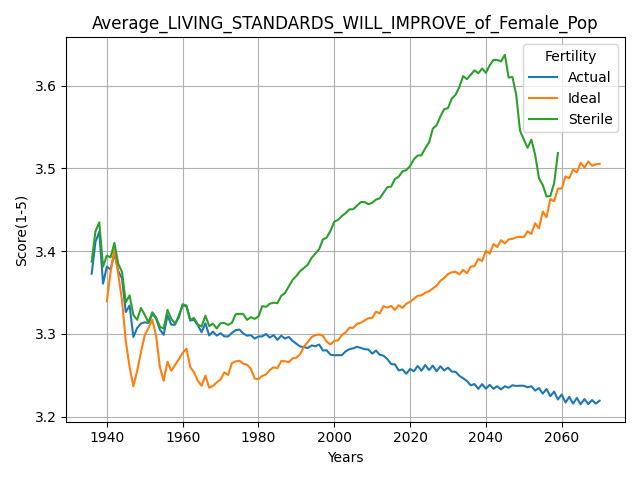 Average_LIVING_STANDARDS_WILL_IMPROVE_of_Female_Pop
Fertility
Actual
Ideal
Sterile
Score(1-5)
3.6
3.5
3.4
3.3
3.2
1940 1960 1980 2000 2020 2040 2060
Years